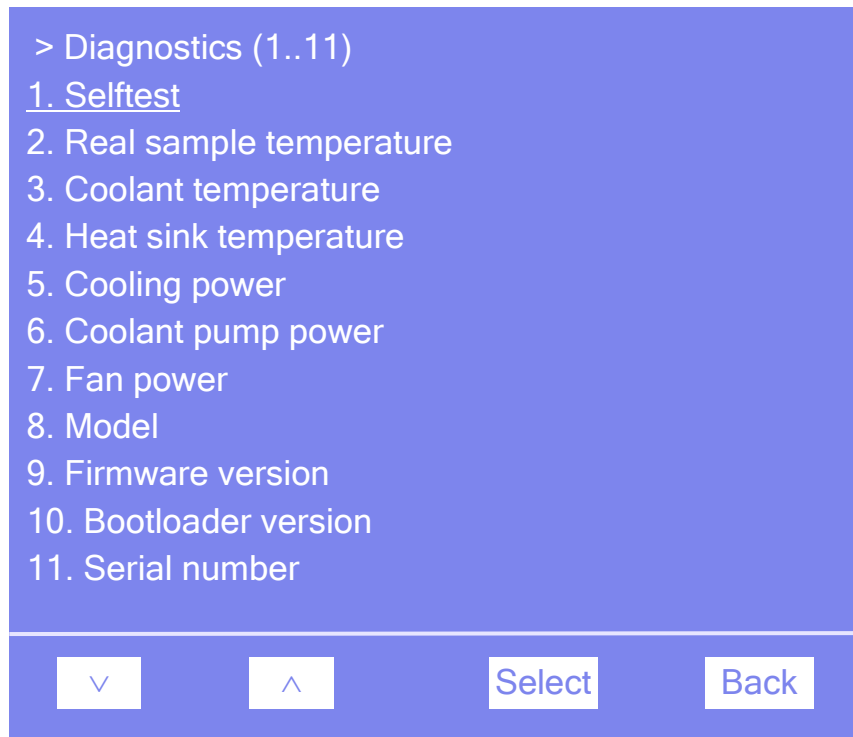 > Diagnostics (1..11)
1. Selftest
2. Real sample temperature
3. Coolant temperature
4. Heat sink temperature
5. Cooling power
6. Coolant pump power
7. Fan power
8. Model
9. Firmware version
10. Bootloader version
11. Serial number
∨ ∧ Select Back